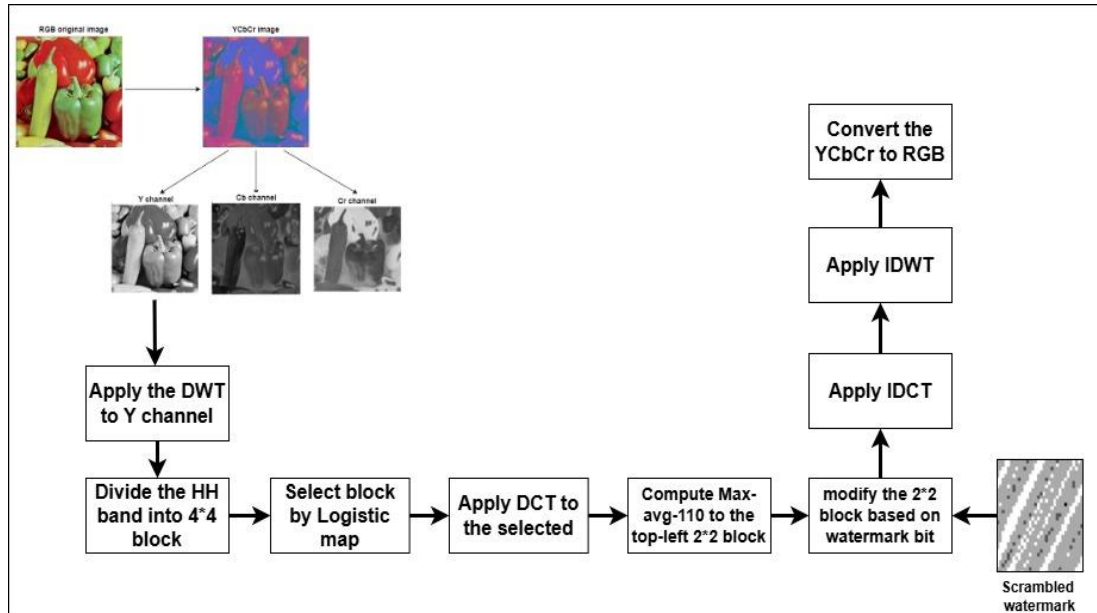 RGB original image
YCbCr image
Y channel
Cb channel
Cr channel
Apply the DWT
to Y channel
Divide the HH
band into 4*4
block
Select block
by Logistic
map
Apply DCT to
the selected
Compute Max-
avg-110 to the
top-left 2*2 block
modify the 2*2
block based on
watermark bit
Scrambled
watermark
Apply IDCT
Apply IDWT
Convert the
YCbCr to RGB